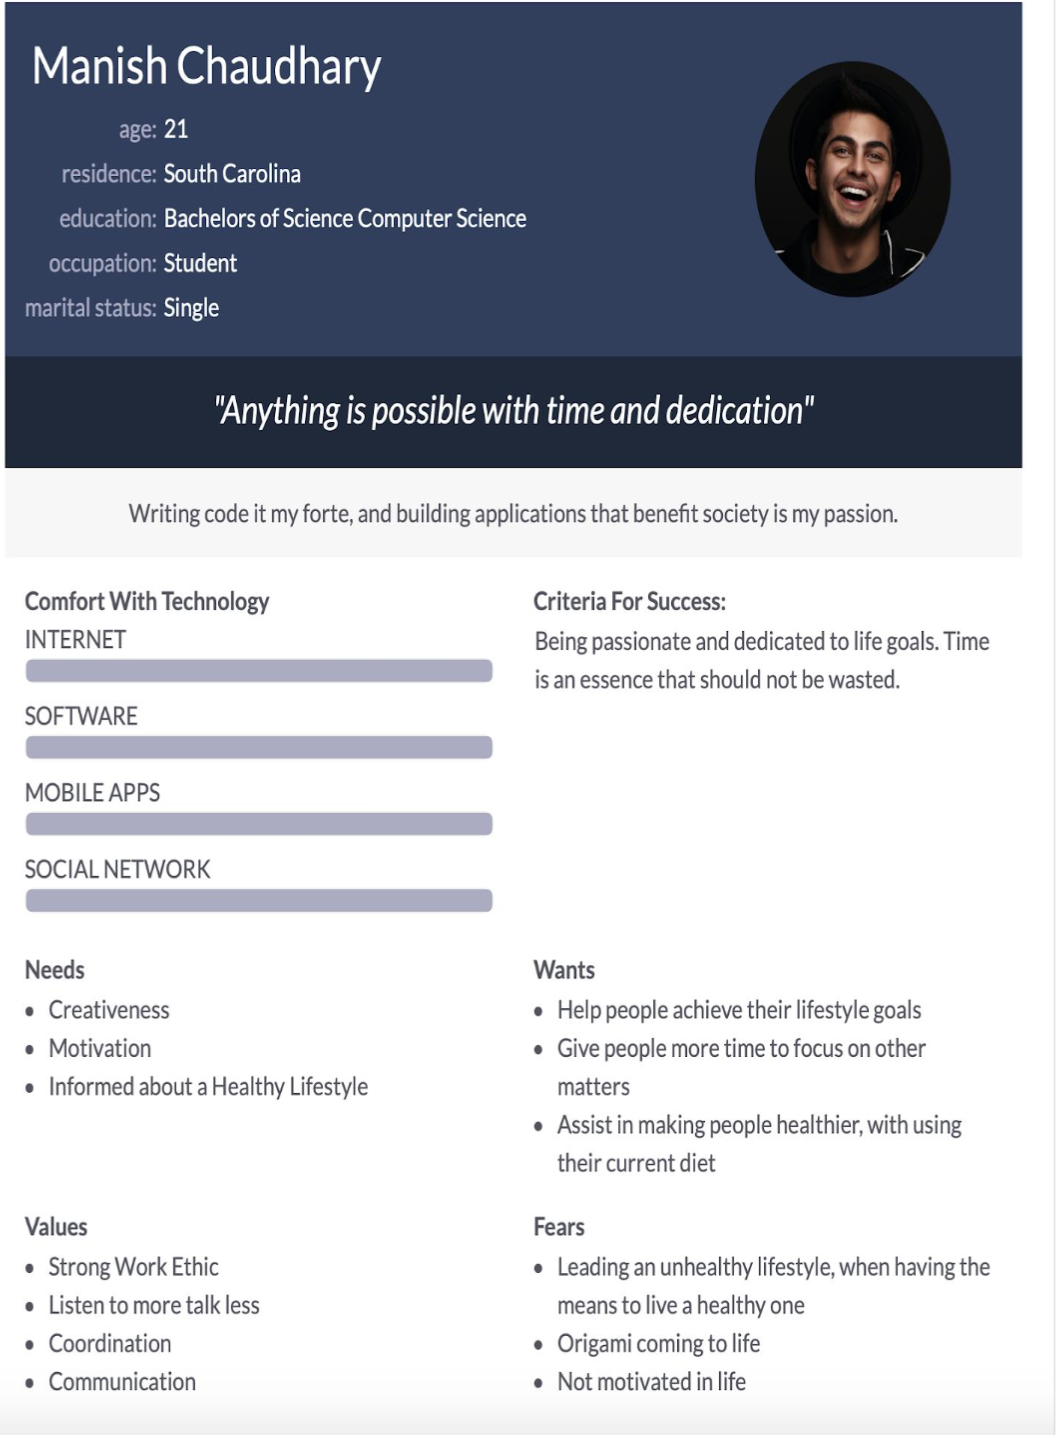 Manish Chaudhary
age: 21
residence: South Carolina
education: Bachelors of Science Computer Science
occupation: Student
marital status: Single
"Anything is possible with time and dedication"
Writing code it my forte, and building applications that benefit society is my passion.
Comfort With Technology
INTERNET
SOFTWARE
MOBILE APPS
SOCIAL NETWORK
Criteria For Success:
Being passionate and dedicated to life goals. Time
is an essence that should not be wasted.
Needs
• Creativeness
• Motivation
• Informed about a Healthy Lifestyle
Wants
• Help people achieve their lifestyle goals
• Give people more time to focus on other
matters
• Assist in making people healthier, with using
their current diet
Values
• Strong Work Ethic
• Listen to more talk less
• Coordination
• Communication
Fears
• Leading an unhealthy lifestyle, when having the
means to live a healthy one
• Origami coming to life
• Not motivated in life